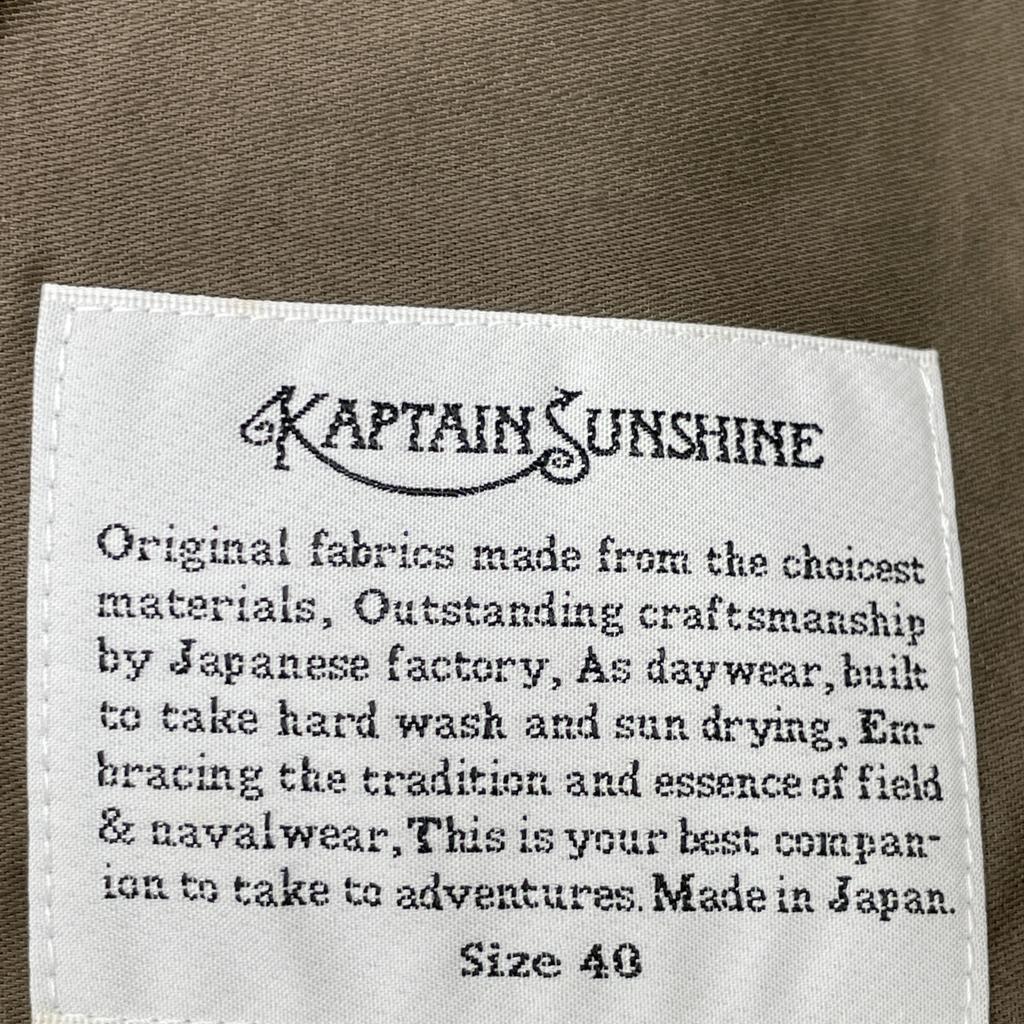 KAPTAIN SUNSHINE
Original fabrics made from the choicest
materials, Outstanding craftsmanship
by Japanese factory, As daywear, built
to take hard wash and sun drying, Em-
bracing the tradition and essence of field
& navalwear, This is your best compan-
ion to take to adventures. Made in Japan.
Size 40